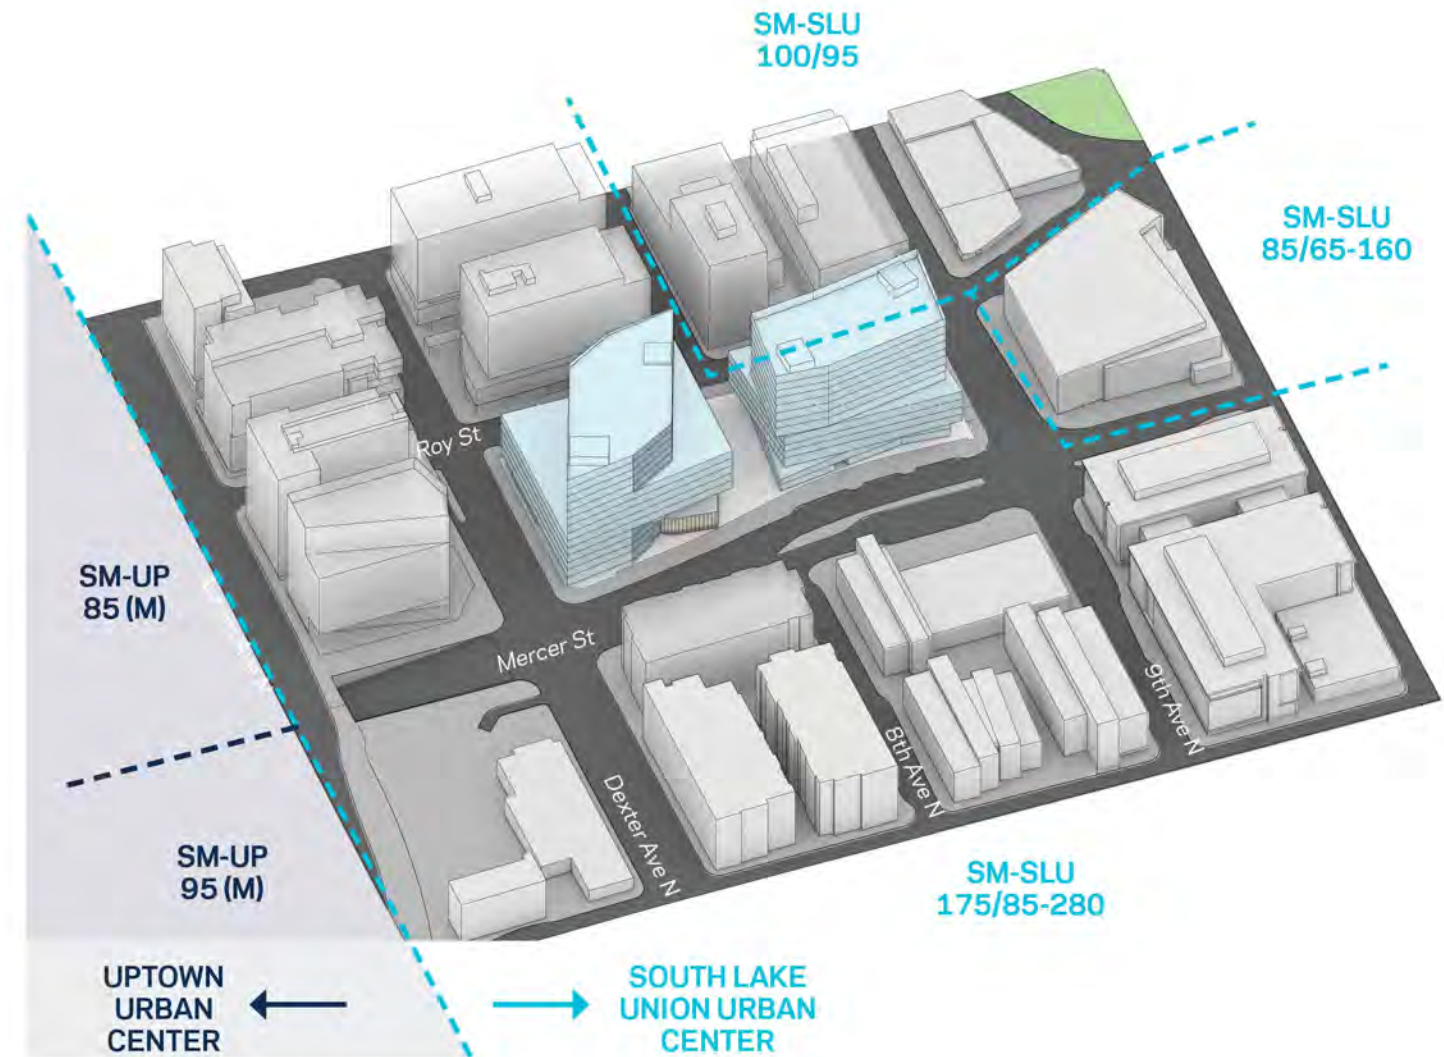 SM-SLU
100/95
SM-SLU
85/65-160
Roy St
SM-UP
85 (M)
Mercer St
9th Ave N
8th Ave N
Dexter Ave N
SM-UP
95 (M)
SM-SLU
175/85-280
UPTOWN
URBAN
CENTER
SOUTH LAKE
UNION URBAN
CENTER